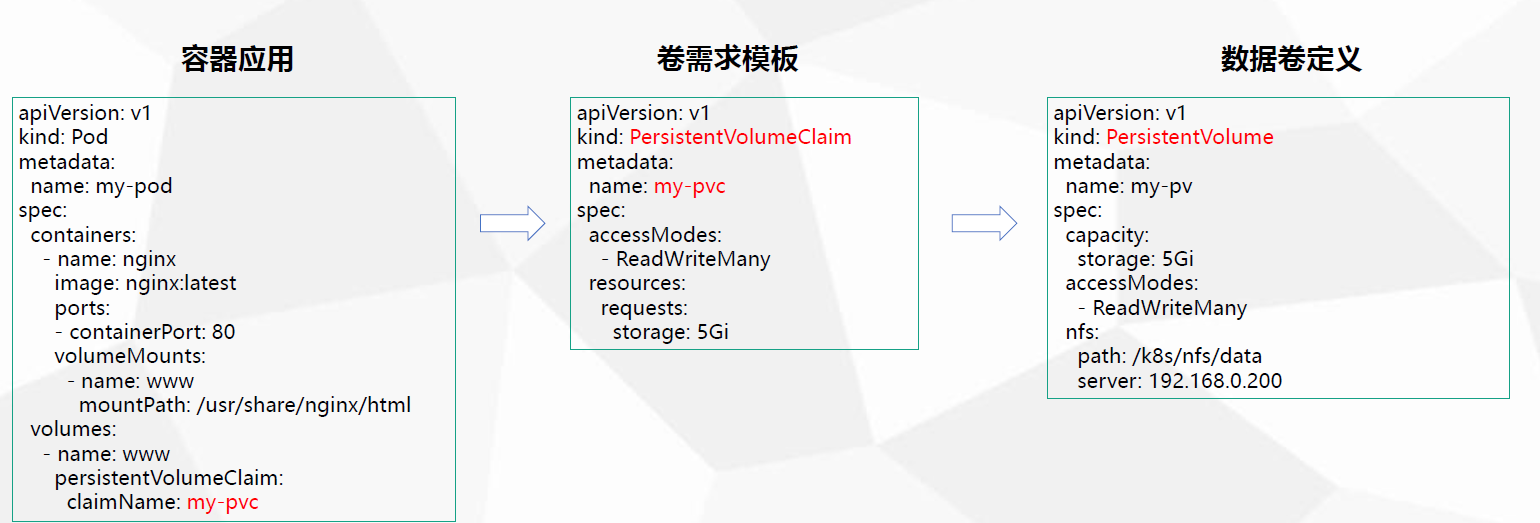 容器应用
apiVersion: v1
kind: Pod
metadata:
  name: my-pod
spec:
  containers:
    - name: nginx
      image: nginx:latest
      ports:
      - containerPort: 80
      volumeMounts:
        - name: www
          mountPath: /usr/share/nginx/html
  volumes:
    - name: www
      persistentVolumeClaim:
        claimName: my-pvc
卷需求模板
apiVersion: v1
kind: PersistentVolumeClaim
metadata:
  name: my-pvc
spec:
  accessModes:
    - ReadWriteMany
  resources:
    requests:
      storage: 5Gi
数据卷定义
apiVersion: v1
kind: PersistentVolume
metadata:
  name: my-pv
spec:
  capacity:
    storage: 5Gi
  accessModes:
    - ReadWriteMany
  nfs:
    path: /k8s/nfs/data
    server: 192.168.0.200